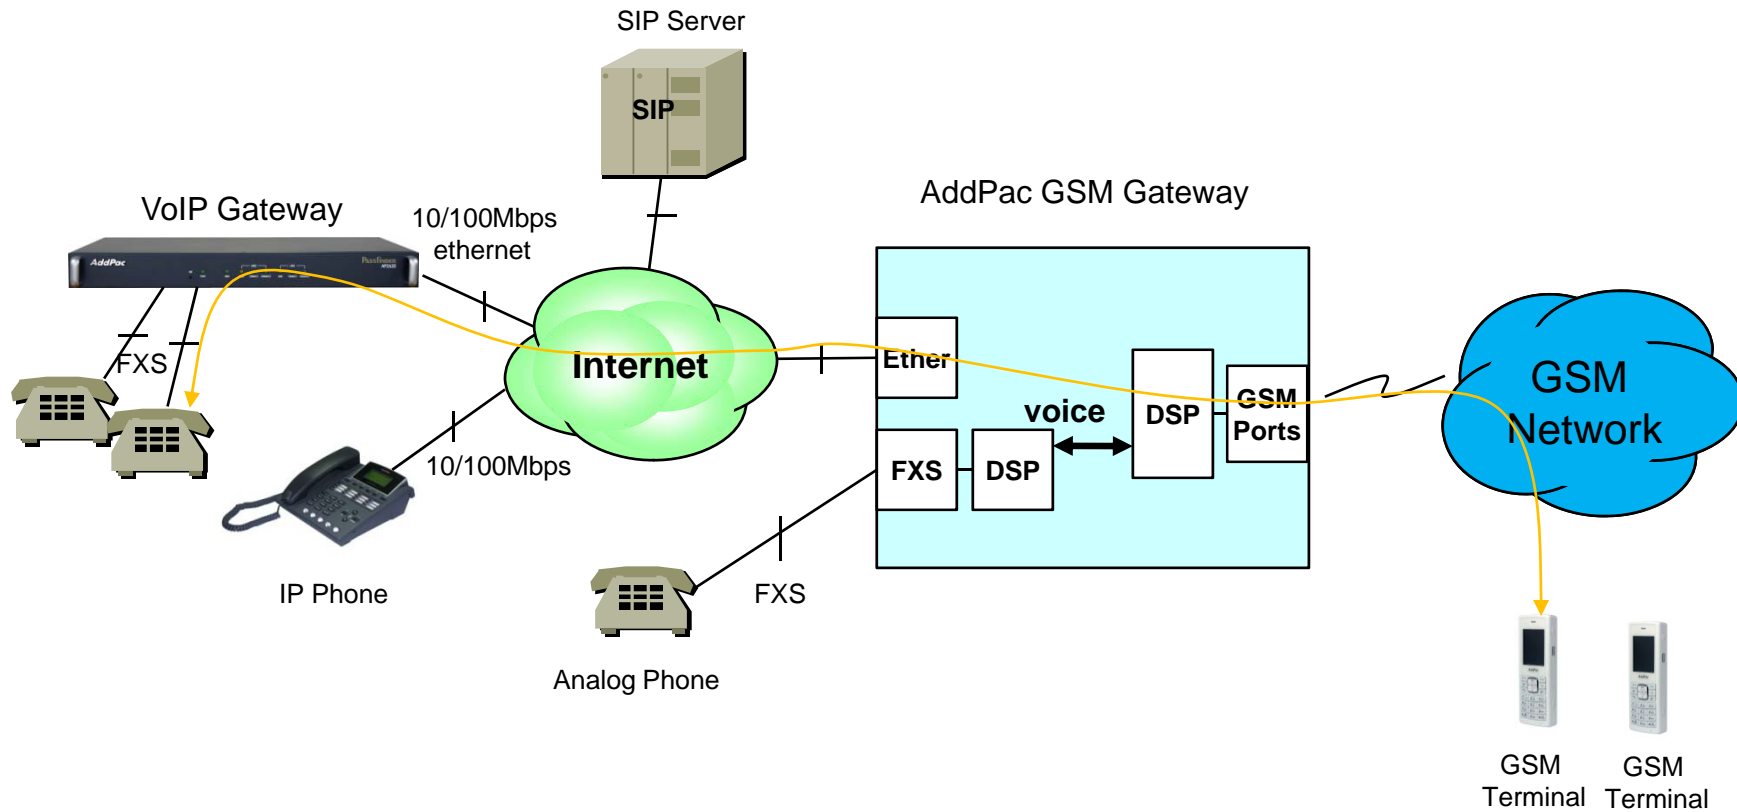 SIP Server
SIP
AddPac GSM Gateway
VoIP Gateway
10/100Mbps
ethernet
AddPac
FXS
Internet
Ether
voice
DSP
GSM
Ports
FXS
DSP
GSM
Network
10/100Mbps
IP Phone
FXS
Analog Phone
GSM
Terminal
GSM
Terminal